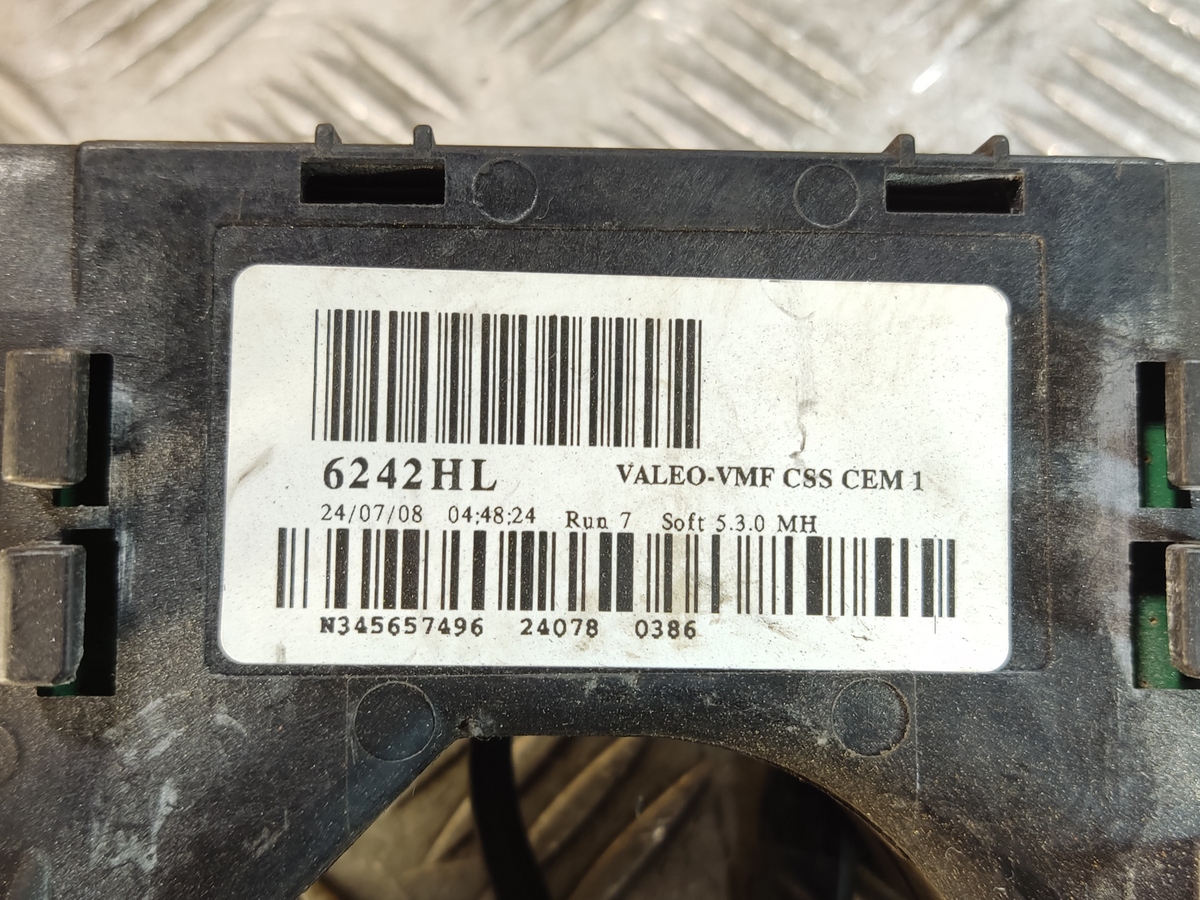 6242HL VALEO-VMF CSS CEM 1
24/07/08 04:48:24 Run 7 Soft 5.3.0 MH
N345657496 24078 0386